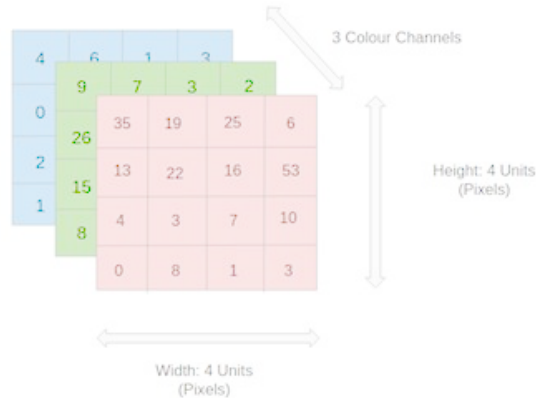 3 Colour Channels
4 6 1 3
9 7 3 2
0
35 19 25 6
26
2
13 22 16 53
Height: 4 Units
(Pixels)
15
1
4 3 7 10
8
0 8 1 3
Width: 4 Units
(Pixels)